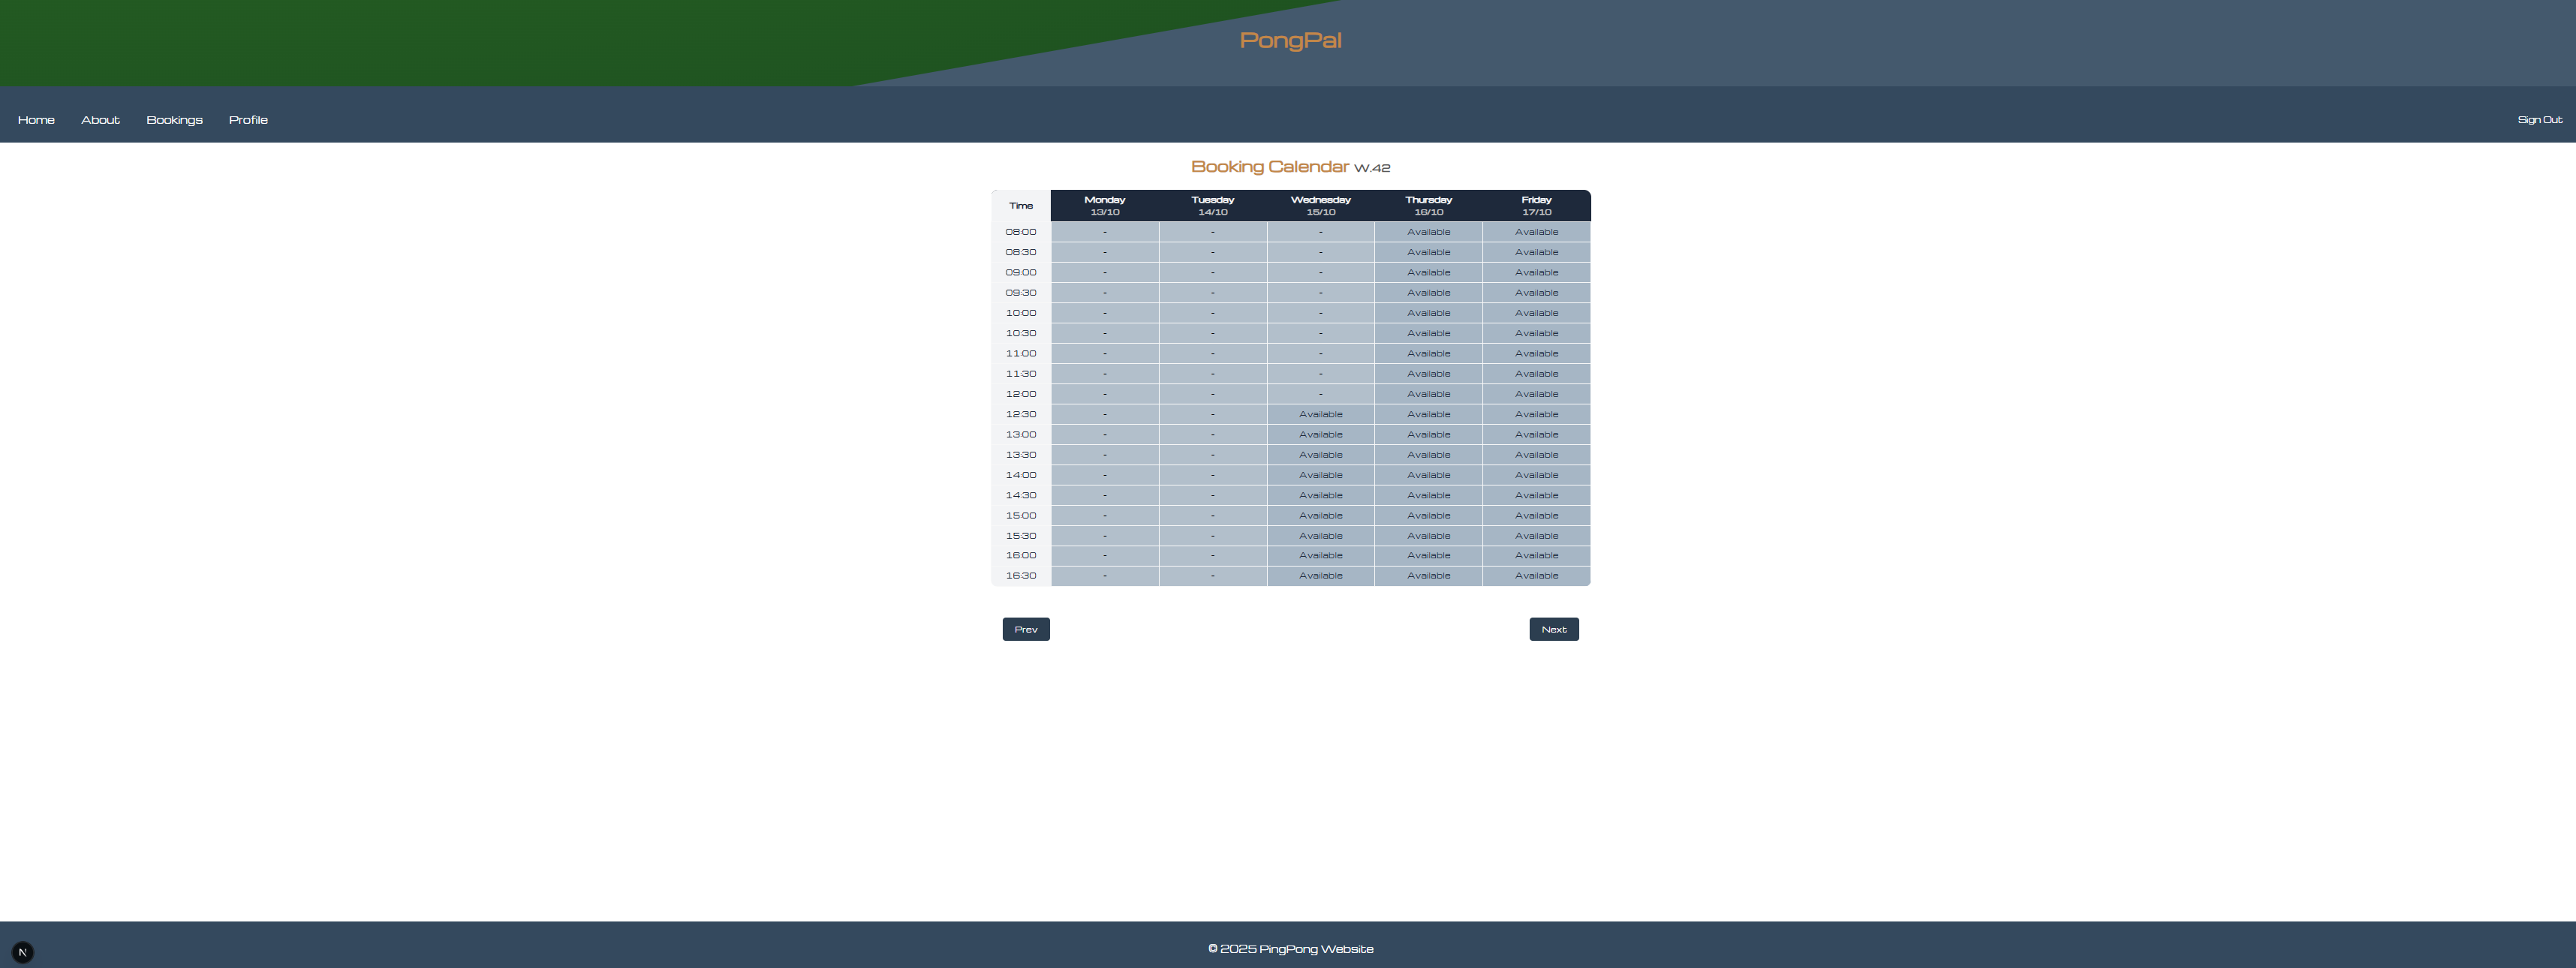 PongPal
Home About Bookings Profile Sign Out
Booking Calendar W.42
Time Monday Tuesday Wednesday Thursday Friday
13/10 14/10 15/10 16/10 17/10
08:00 - - - Available Available
08:30 - - - Available Available
09:00 - - - Available Available
09:30 - - - Available Available
10:00 - - - Available Available
10:30 - - - Available Available
11:00 - - - Available Available
11:30 - - - Available Available
12:00 - - - Available Available
12:30 - - Available Available Available
13:00 - - Available Available Available
13:30 - - Available Available Available
14:00 - - Available Available Available
14:30 - - Available Available Available
15:00 - - Available Available Available
15:30 - - Available Available Available
16:00 - - Available Available Available
16:30 - - Available Available Available
Prev Next
N
© 2025 PingPong Website